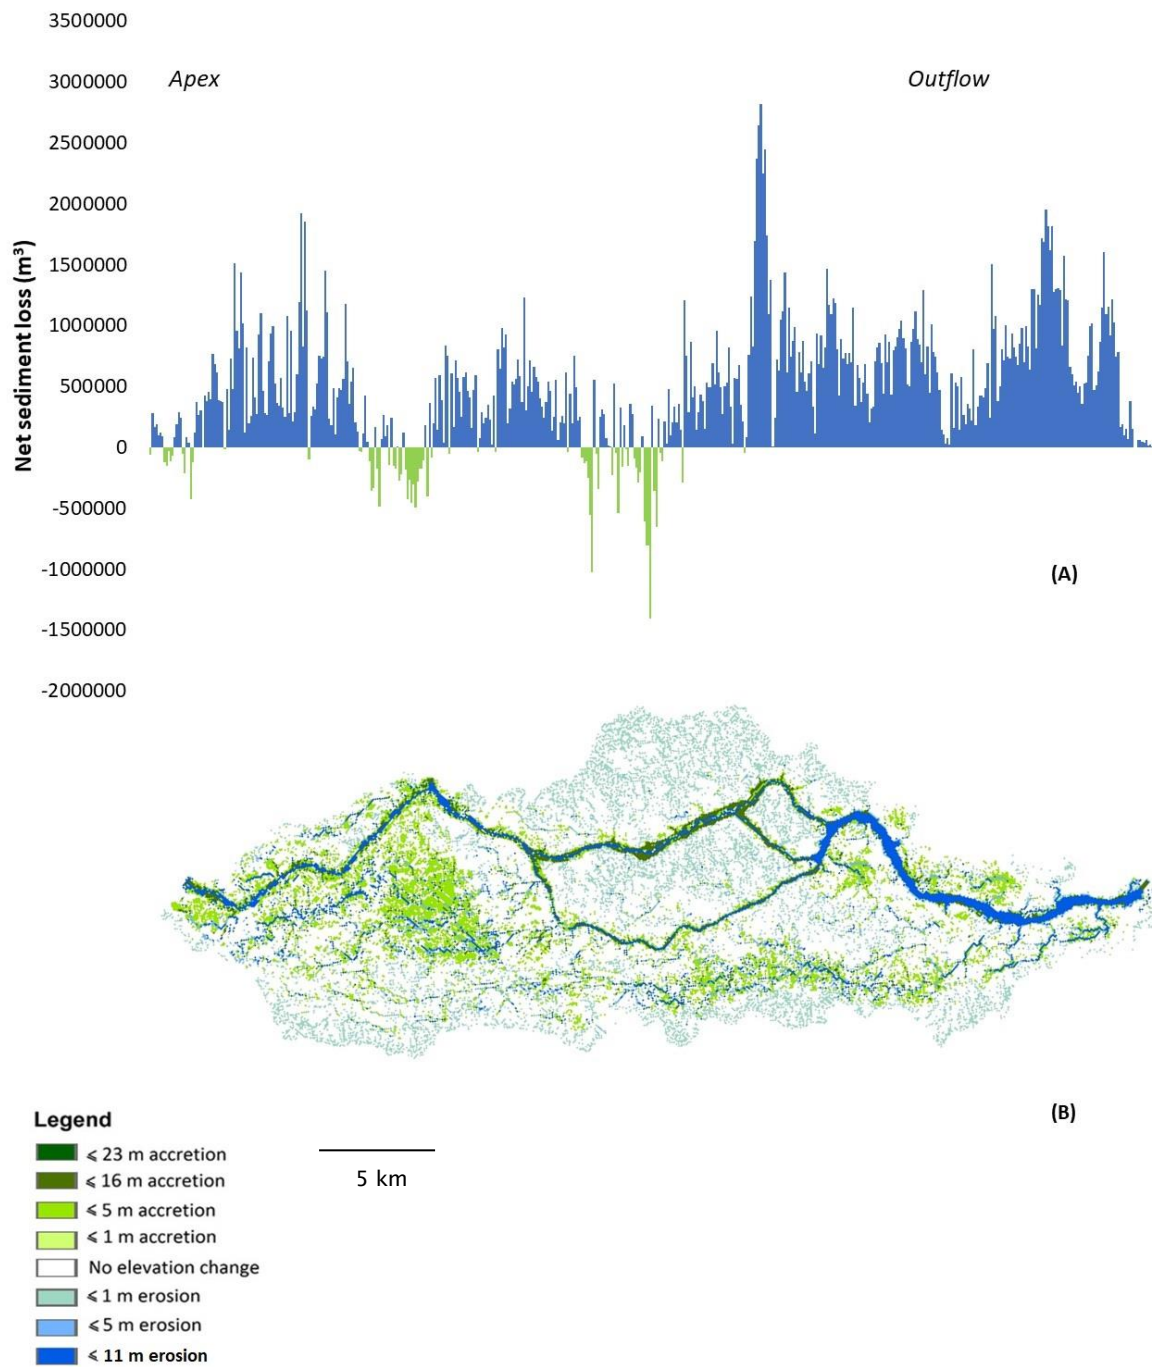 3500000
3000000
Apex
Outflow
2500000
2000000
1500000
1000000
500000
0
-500000
-1000000
-1500000
-2000000
Net sediment loss (m³)
(A)
(B)
Legend
⩽ 23 m accretion
⩽ 16 m accretion
⩽ 5 m accretion
⩽ 1 m accretion
No elevation change
⩽ 1 m erosion
⩽ 5 m erosion
⩽ 11 m erosion
5 km